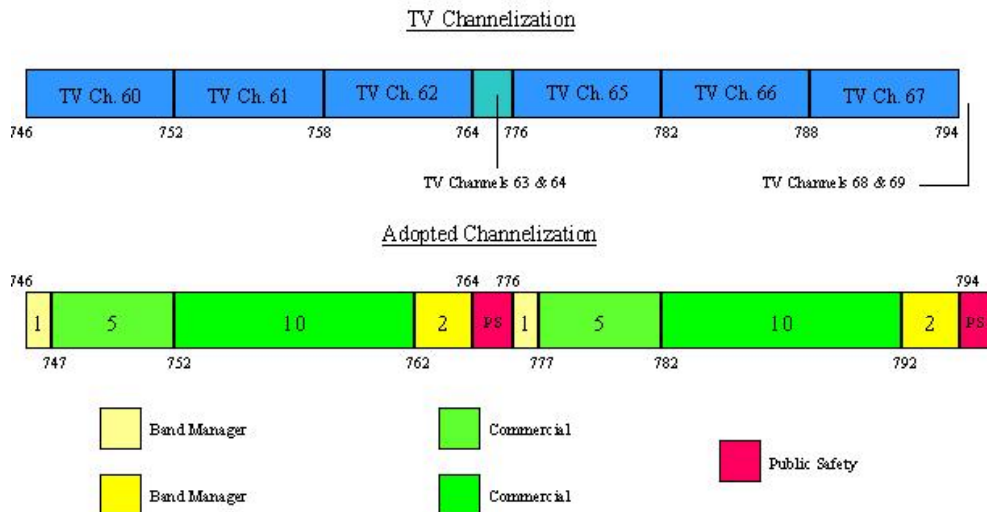 TV Channelization
TV Ch. 60 TV Ch. 61 TV Ch. 62 TV Ch. 65 TV Ch. 66 TV Ch. 67
746 752 758 764 776 782 788 794
TV Channels 63 & 64 TV Channels 68 & 69
Adopted Channelization
746 764 776 794
1 5 10 2 PS 1 5 10 2 PS
747 752 762 777 782 792
Band Manager Commercial
Public Safety
Band Manager Commercial